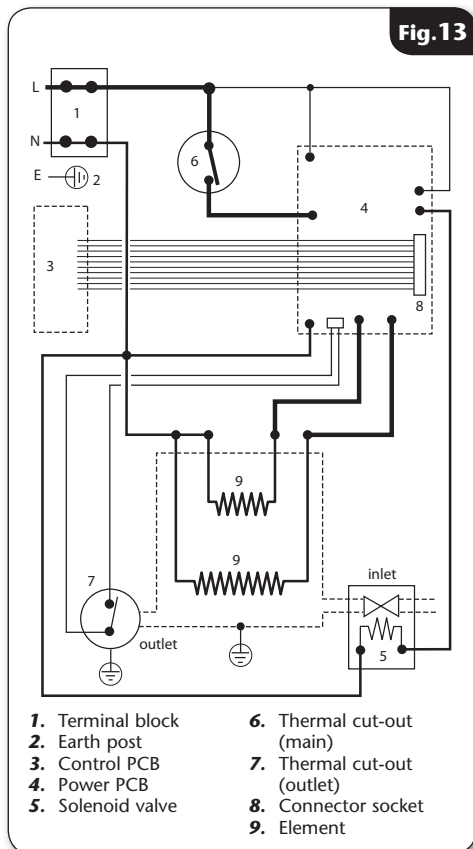 Fig.13
L
1
N
E
2
6
4
3
8
9
9
7
outlet
inlet
5
1. Terminal block
2. Earth post
3. Control PCB
4. Power PCB
5. Solenoid valve
6. Thermal cut-out
(main)
7. Thermal cut-out
(outlet)
8. Connector socket
9. Element